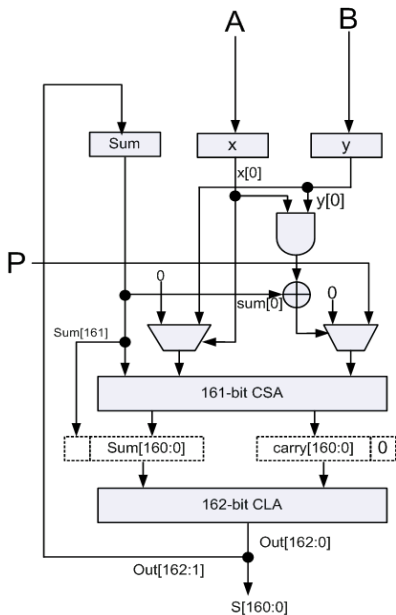 A
B
Sum
x
y
x[0]
y[0]
P
0
sum[0]
0
Sum[161]
161-bit CSA
Sum[160:0]
carry[160:0]
0
162-bit CLA
Out[162:0]
Out[162:1]
S[160:0]